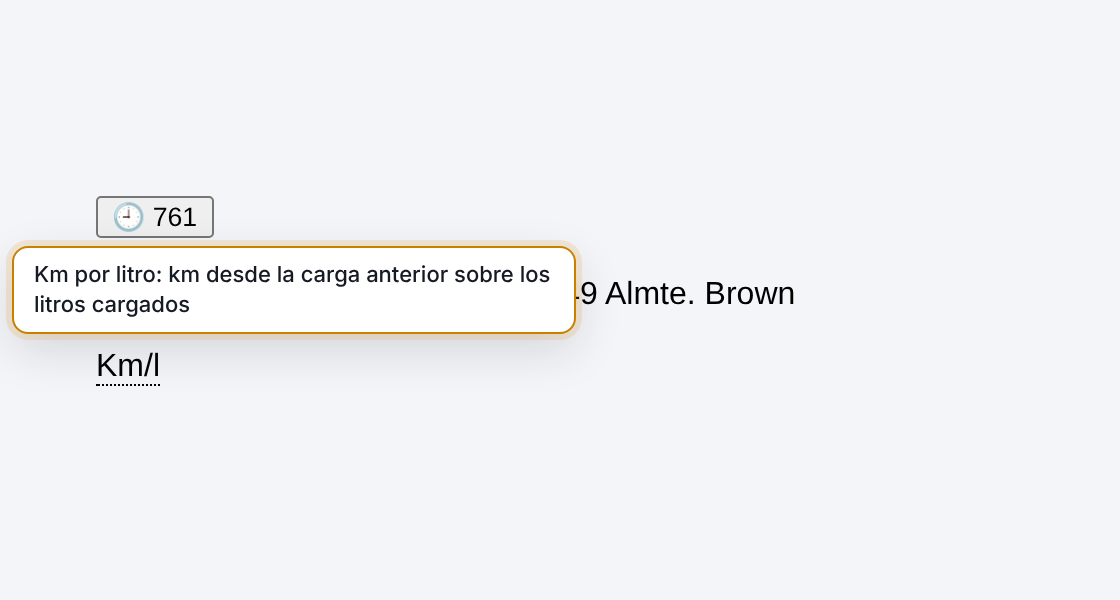 🕘 761
Km por litro: km desde la carga anterior sobre los
litros cargados
9 Almte. Brown
Km/l